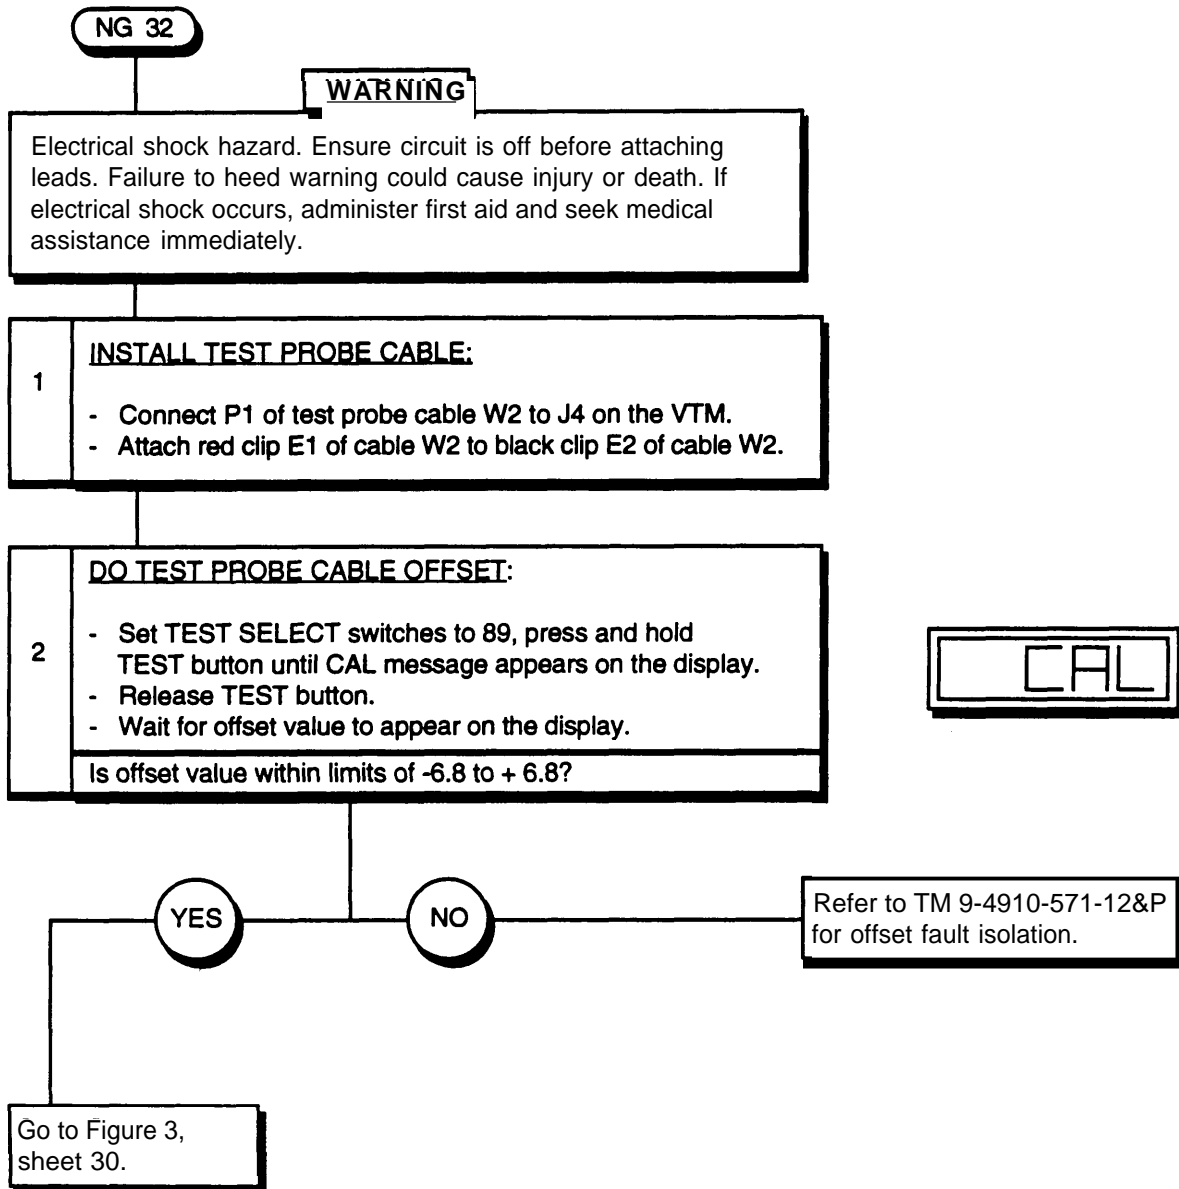 NG 32
WARNING
Electrical shock hazard. Ensure circuit is off before attaching
leads. Failure to heed warning could cause injury or death. If
electrical shock occurs, administer first aid and seek medical
assistance immediately.
1
INSTALL TEST PROBE CABLE:
- Connect P1 of test probe cable W2 to J4 on the VTM.
- Attach red clip E1 of cable W2 to black clip E2 of cable W2.
2
DO TEST PROBE CABLE OFFSET:
- Set TEST SELECT switches to 89, press and hold
TEST button until CAL message appears on the display.
- Release TEST button.
- Wait for offset value to appear on the display.
Is offset value within limits of -6.8 to + 6.8?
CAL
YES
NO
Refer to TM 9-4910-571-12&P
for offset fault isolation.
Go to Figure 3,
sheet 30.